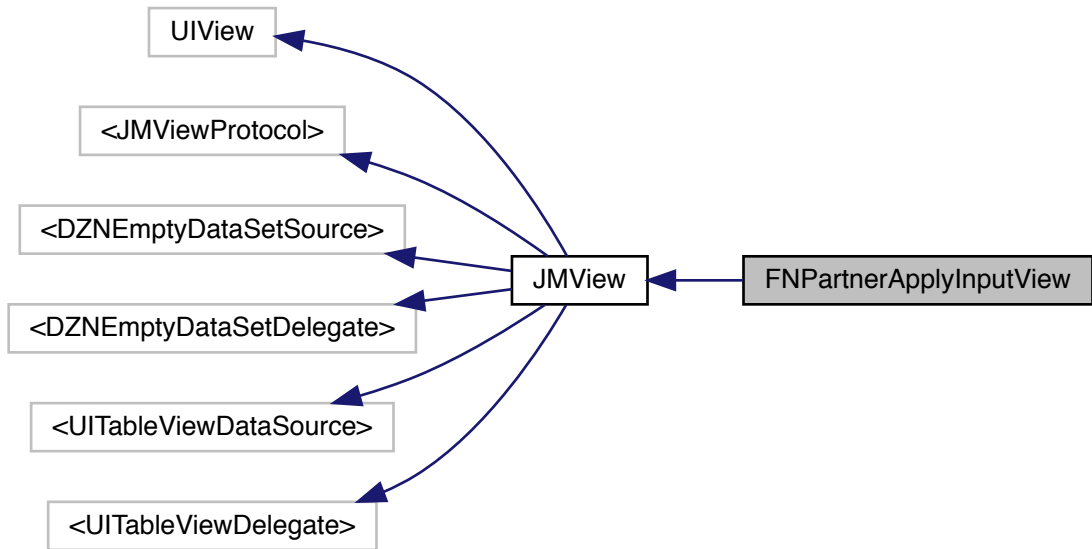 UIView
<JMViewProtocol>
<DZNEmptyDataSetSource>
<DZNEmptyDataSetDelegate>
<UITableViewDataSource>
<UITableViewDelegate>
JMView
FNPartnerApplyInputView